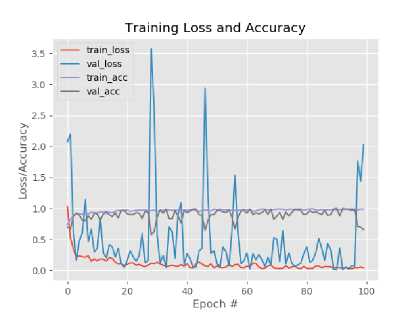 Training Loss and Accuracy
train_loss
val_loss
train_acc
val_acc
3.5
3.0
2.5
2.0
1.5
1.0
0.5
0.0
Loss/Accuracy
0
20
40
60
80
100
Epoch #